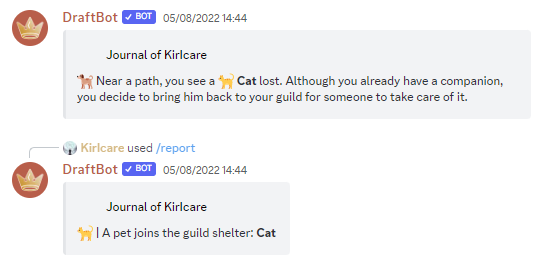 DraftBot ✓ BOT 05/08/2022 14:44
Journal of Kirlcare
🐕 Near a path, you see a 🐈 Cat lost. Although you already have a companion,
you decide to bring him back to your guild for someone to take care of it.
Kirlcare used /report
DraftBot ✓ BOT 05/08/2022 14:44
Journal of Kirlcare
🐈 | A pet joins the guild shelter: Cat